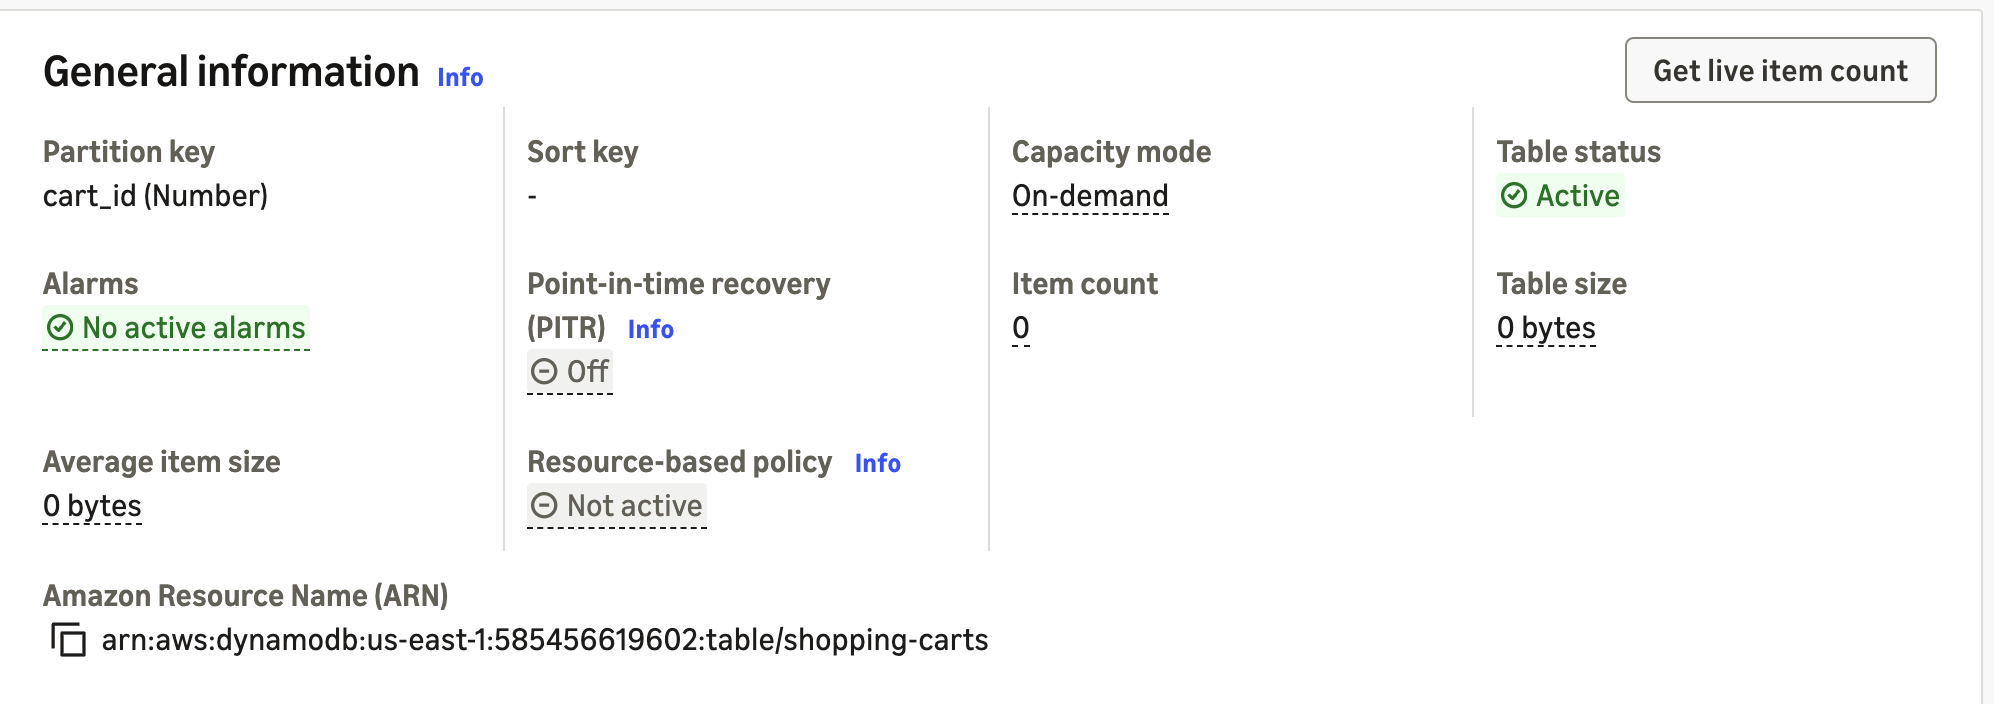 General information Info
Get live item count
Partition key
cart_id (Number)
Sort key
-
Capacity mode
On-demand
Table status
Active
Alarms
No active alarms
Point-in-time recovery
(PITR) Info
Off
Item count
0
Table size
0 bytes
Average item size
0 bytes
Resource-based policy Info
Not active
Amazon Resource Name (ARN)
arn:aws:dynamodb:us-east-1:585456619602:table/shopping-carts